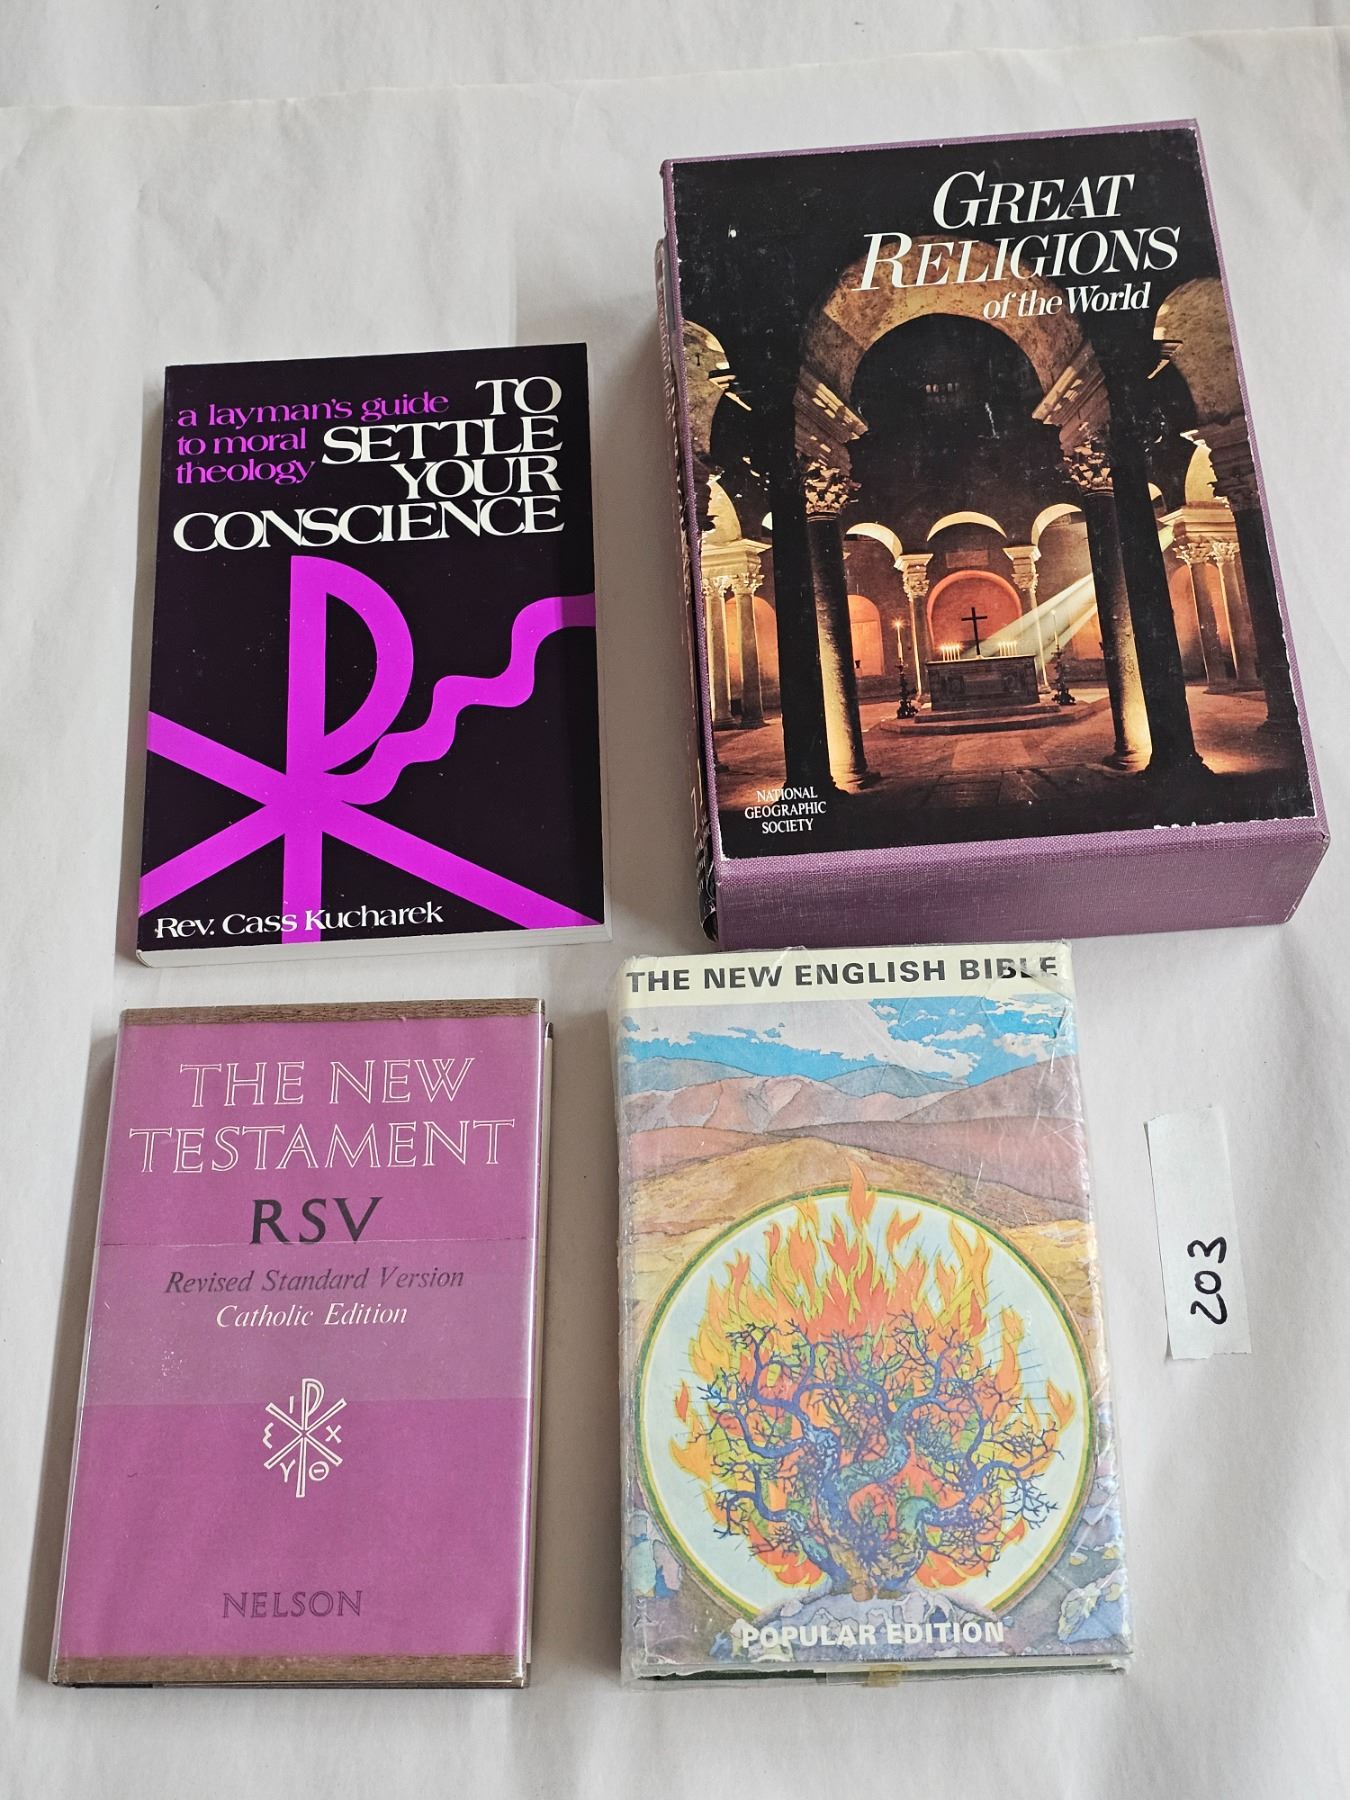 GREAT
RELIGIONS
of the World
NATIONAL
GEOGRAPHIC
SOCIETY
a layman's guide
to moral
theology
TO
SETTLE
YOUR
CONSCIENCE
Rev. Cass Kucharek
THE NEW
TESTAMENT
RSV
Revised Standard Version
Catholic Edition
NELSON
THE NEW ENGLISH BIBLE
POPULAR EDITION
203